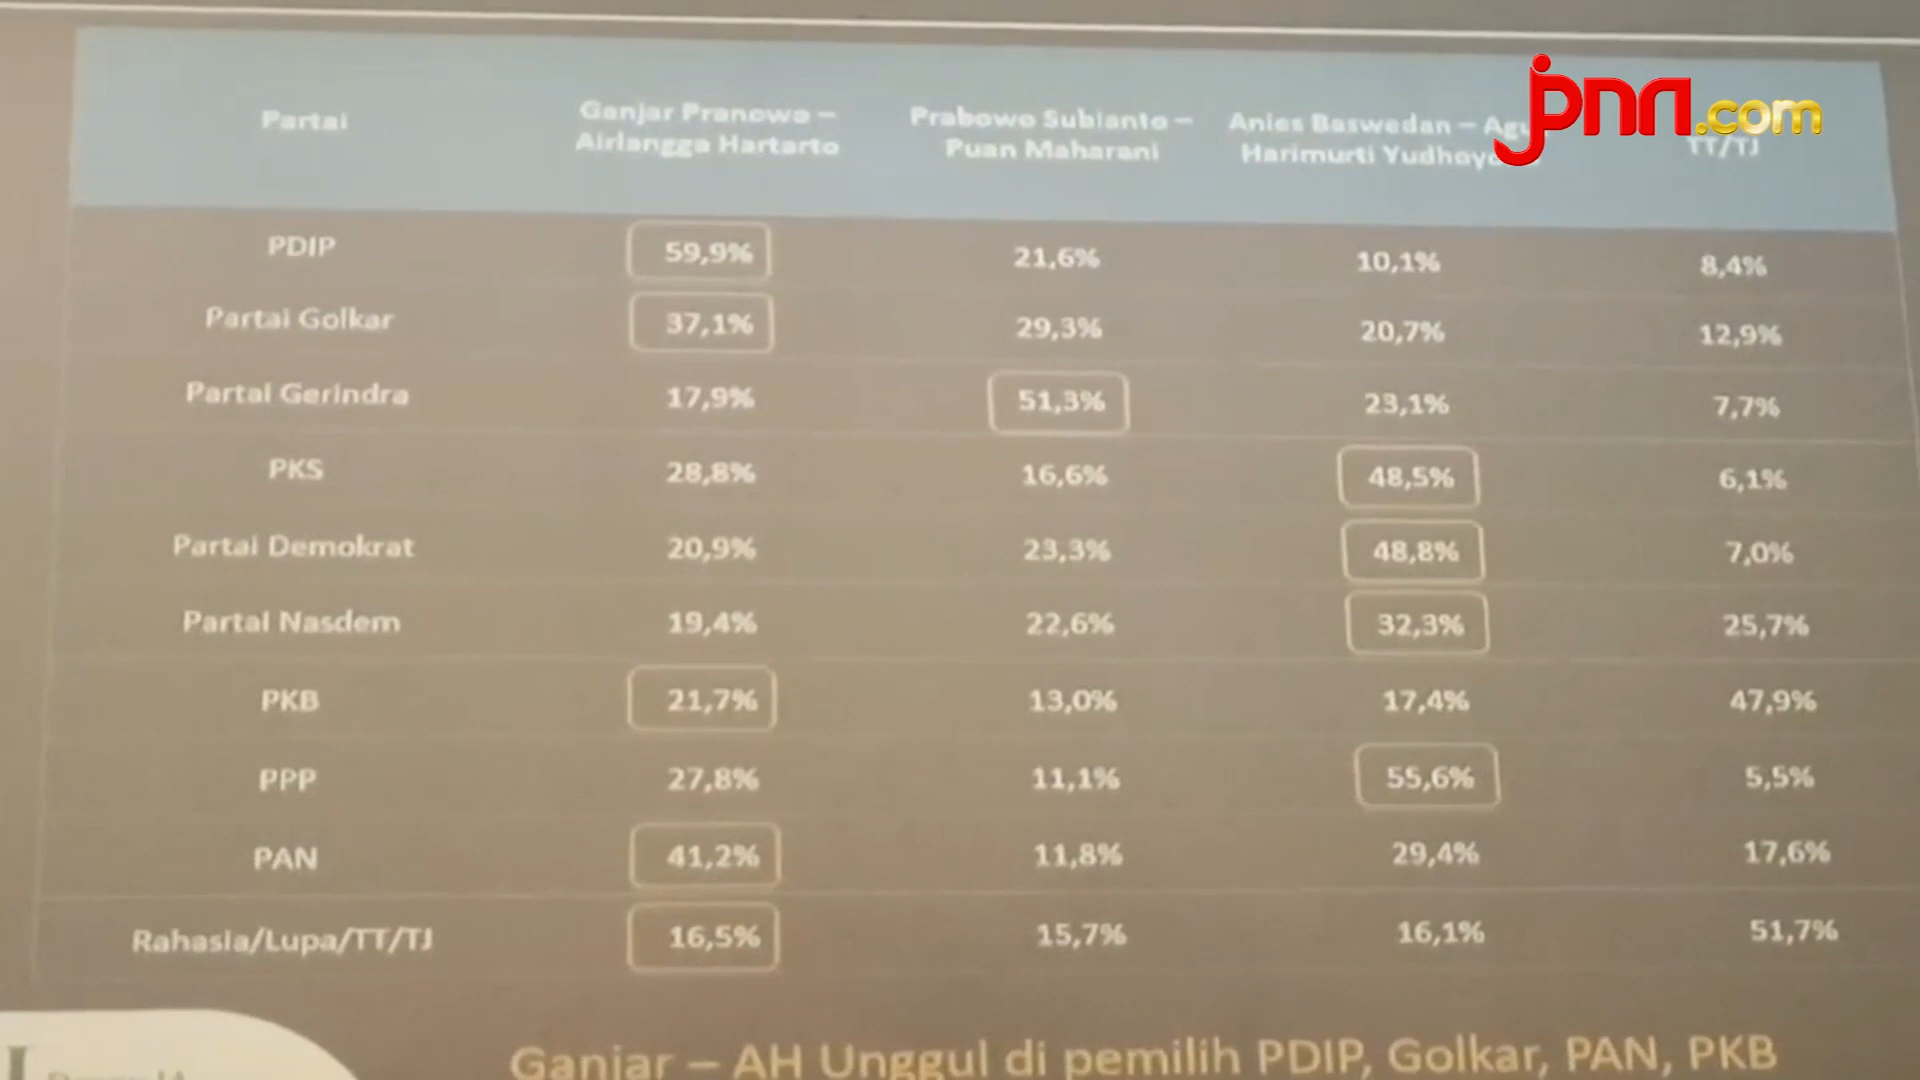 jpnn.com
Partai
Ganjar Pranowo –
Airlangga Hartarto
Prabowo Subianto –
Puan Maharani
Anies Baswedan –
Harimurti
TT/TJ
PDIP 59,9% 21,6% 10,1% 8,4%
Partai Golkar 37,1% 29,3% 20,7% 12,9%
Partai Gerindra 17,9% 51,3% 23,1% 7,7%
PKS 28,8% 16,6% 48,5% 6,1%
Partai Demokrat 20,9% 23,3% 48,8% 7,0%
Partai Nasdem 19,4% 22,6% 32,3% 25,7%
PKB 21,7% 13,0% 17,4% 47,9%
PPP 27,8% 11,1% 55,6% 5,5%
PAN 41,2% 11,8% 29,4% 17,6%
Rahasia/Lupa/TT/TJ 16,5% 15,7% 16,1% 51,7%
Ganjar – AH Unggul di pemilih PDIP, Golkar, PAN, PKB